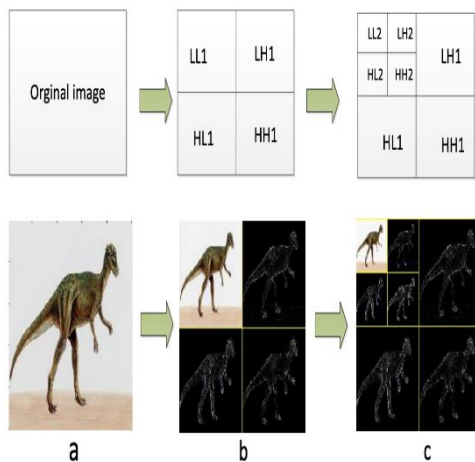 Orginal image
LL1 LH1
HL1 HH1
LL2 LH2
HL2 HH2
LH1
HL1 HH1
a b c